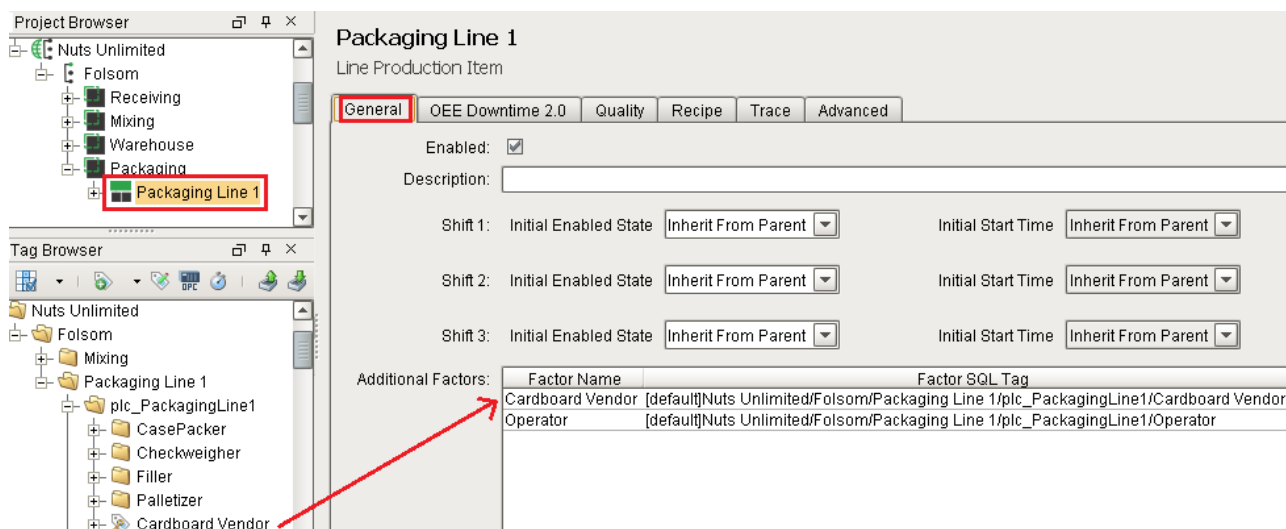 Project Browser
Nuts Unlimited
Folsom
Receiving
Mixing
Warehouse
Packaging
Packaging Line 1
Tag Browser
OPC
Nuts Unlimited
Folsom
Mixing
Packaging Line 1
plc_PackagingLine1
CasePacker
Checkweigher
Filler
Palletizer
Cardboard Vendor
Packaging Line 1
Line Production Item
General OEE Downtime 2.0 Quality Recipe Trace Advanced
Enabled:
Description:
Shift 1: Initial Enabled State Inherit From Parent Initial Start Time Inherit From Parent
Shift 2: Initial Enabled State Inherit From Parent Initial Start Time Inherit From Parent
Shift 3: Initial Enabled State Inherit From Parent Initial Start Time Inherit From Parent
Additional Factors: Factor Name Factor SQL Tag
Cardboard Vendor [default]Nuts Unlimited/Folsom/Packaging Line 1/plc_PackagingLine1/Cardboard Vendor
Operator [default]Nuts Unlimited/Folsom/Packaging Line 1/plc_PackagingLine1/Operator